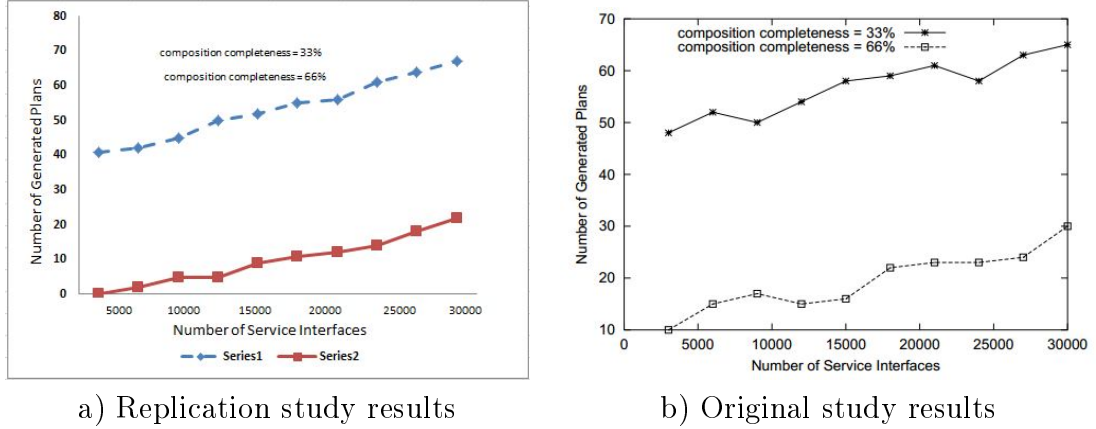 80
70
60
50
40
30
20
10
0
Number of Generated Plans
composition completeness = 33%
composition completeness = 66%
5000 10000 15000 20000 25000 30000
Number of Service Interfaces
Series1 Series2
a) Replication study results
70
60
50
40
30
20
10
Number of Generated Plans
composition completeness = 33%
composition completeness = 66%
0 5000 10000 15000 20000 25000 30000
Number of Service Interfaces
b) Original study results